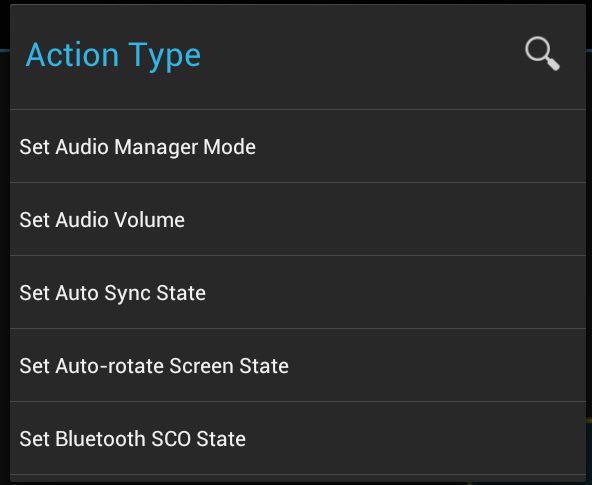 Action Type
Set Audio Manager Mode
Set Audio Volume
Set Auto Sync State
Set Auto-rotate Screen State
Set Bluetooth SCO State